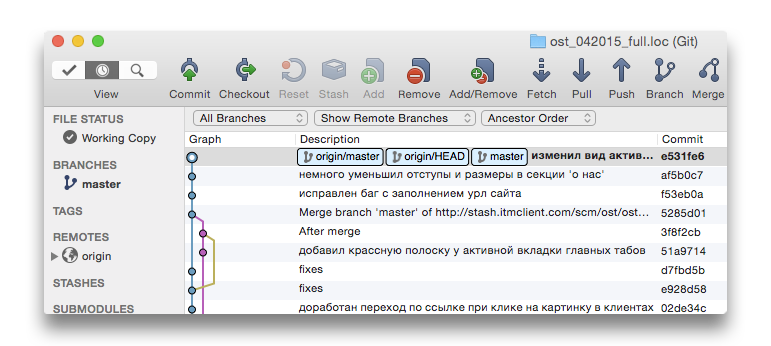 ost_042015_full.loc (Git)
View Commit Checkout Reset Stash Add Remove Add/Remove Fetch Pull Push Branch Merge
FILE STATUS
Working Copy
BRANCHES
master
TAGS
REMOTES
origin
STASHES
SUBMODULES
All Branches Show Remote Branches Ancestor Order
Graph Description Commit
origin/master origin/HEAD master изменил вид актив... e531fe6
немного уменьшил отступы и размеры в секции 'о нас' af5b0c7
исправлен баг с заполнением урл сайта f53eb0a
Merge branch 'master' of http://stash.itmclient.com/scm/ost/ost... 5285d01
After merge 3f8f2cb
добавил крассную полоску у активной вкладки главных табов 51a9714
fixes d7fbd5b
fixes e928d58
доработан переход по ссылке при клике на картинку в клиентах 02de34c